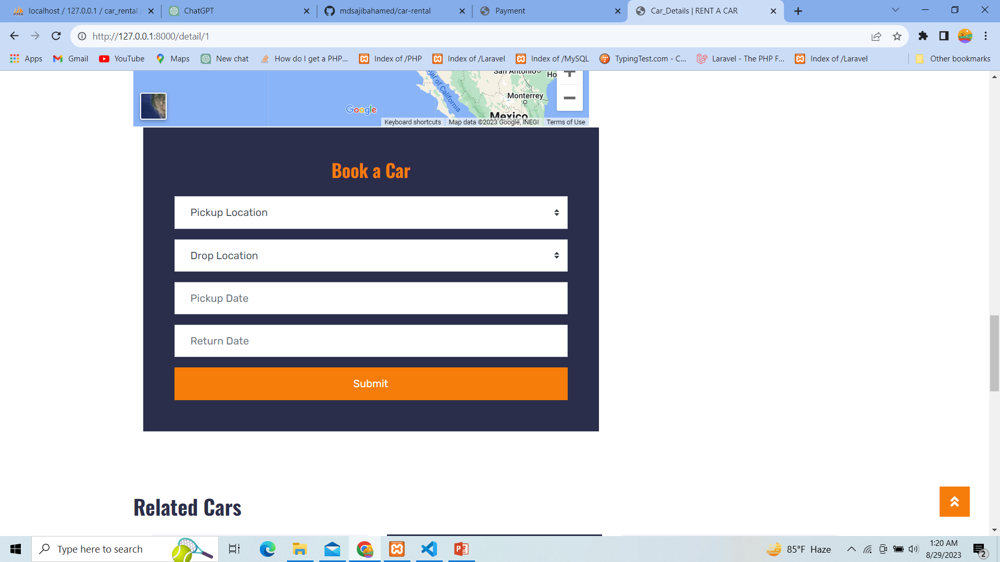 localhost / 127.0.0.1 / car_rental /
ChatGPT
mdsajibahamed/car-rental
Payment
Car_Details | RENT A CAR
http://127.0.0.1:8000/detail/1
Apps
Gmail
YouTube
Maps
New chat
How do I get a PHP...
Index of /PHP
Index of /Laravel
Index of /MySQL
TypingTest.com - C...
Laravel - The PHP F...
Index of /Laravel
Other bookmarks
San Antonio
Ho
Gulf of California
Monterrey
Mexico
Google
Keyboard shortcuts
Map data ©2023 Google, INEGI
Terms of Use
Book a Car
Pickup Location
Drop Location
Pickup Date
Return Date
Submit
Related Cars
Type here to search
85°F Haze
1:20 AM
8/29/2023
2